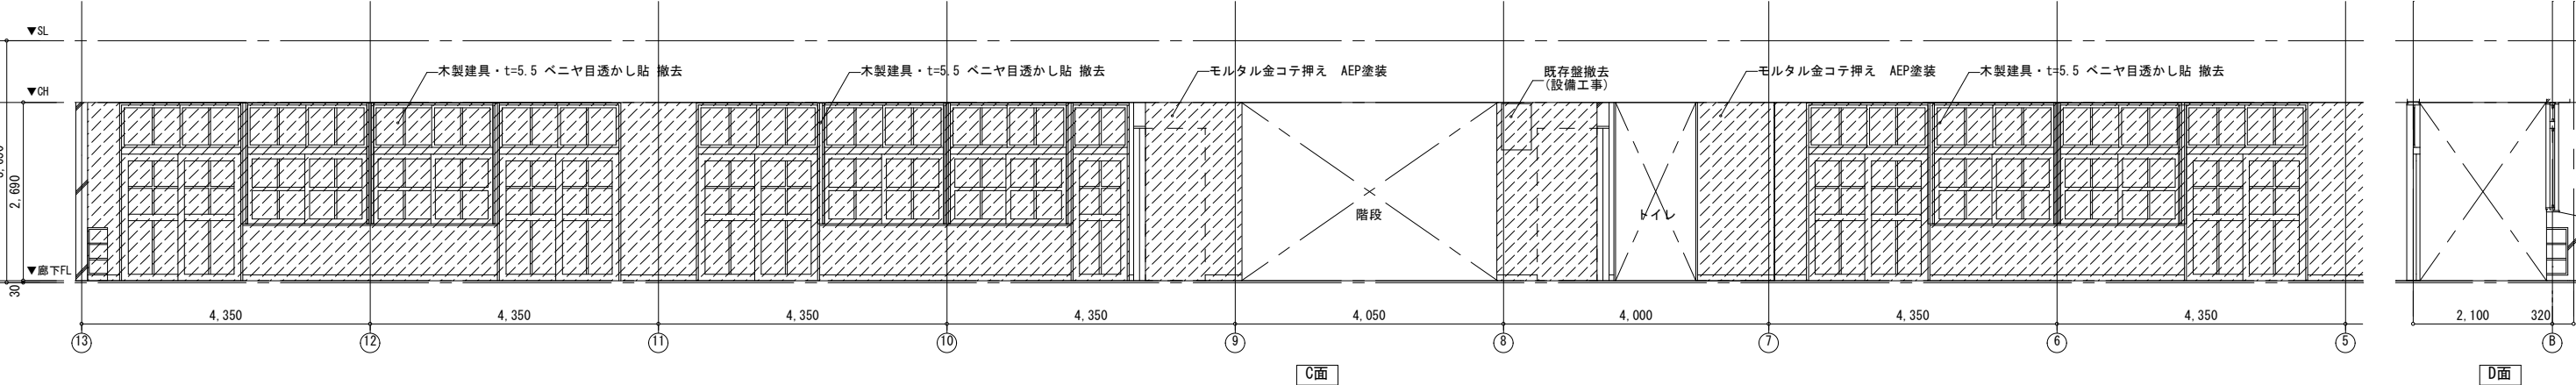 ▼SL
木製建具・t=5.5 ベニヤ目透かし貼 撤去
木製建具・t=5.5 ベニヤ目透かし貼 撤去
モルタル金コテ押え AEP塗装
既存盤撤去
(設備工事)
モルタル金コテ押え AEP塗装
木製建具・t=5.5 ベニヤ目透かし貼 撤去
▼CH
2,690
階段
トイレ
▼廊下FL
30
4,350
4,350
4,350
4,350
4,050
4,000
4,350
4,350
2,100
320
13
12
11
10
9
8
7
6
5
B
C面
D面